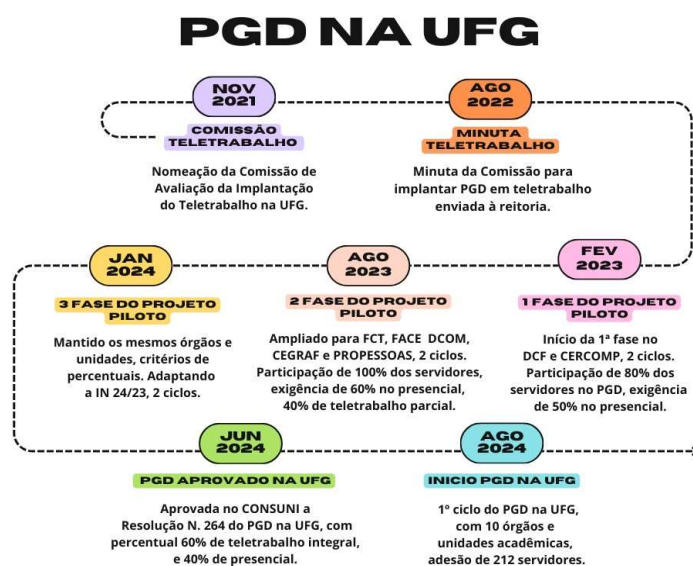 PGD NA UFG
NOV
2021
COMISSÃO
TELETRABALHO
Nomeação da Comissão de
Avaliação da Implantação
do Teletrabalho na UFG.
AGO
2022
MINUTA
TELETRABALHO
Minuta da Comissão para
implantar PGD em teletrabalho
enviada à reitoria.
FEV
2023
1 FASE DO PROJETO
PILOTO
Início da 1ª fase no
DCF e CERCOMP, 2 ciclos.
Participação de 80% dos
servidores no PGD, exigência
de 50% no presencial.
AGO
2023
2 FASE DO PROJETO
PILOTO
Ampliado para FCT, FACE DCOM,
CEGRAF e PROPESSOAS, 2 ciclos.
Participação de 100% dos servidores,
exigência de 60% no presencial,
40% de teletrabalho parcial.
JAN
2024
3 FASE DO PROJETO
PILOTO
Mantido os mesmos órgãos e
unidades, critérios de
percentuais. Adaptando
a IN 24/23, 2 ciclos.
JUN
2024
PGD APROVADO NA UFG
Aprovada no CONSUNI a
Resolução N. 264 do PGD na UFG, com
percentual 60% de teletrabalho integral,
e 40% de presencial.
AGO
2024
INICIO PGD NA UFG
1º ciclo do PGD na UFG,
com 10 órgãos e
unidades acadêmicas,
adesão de 212 servidores.